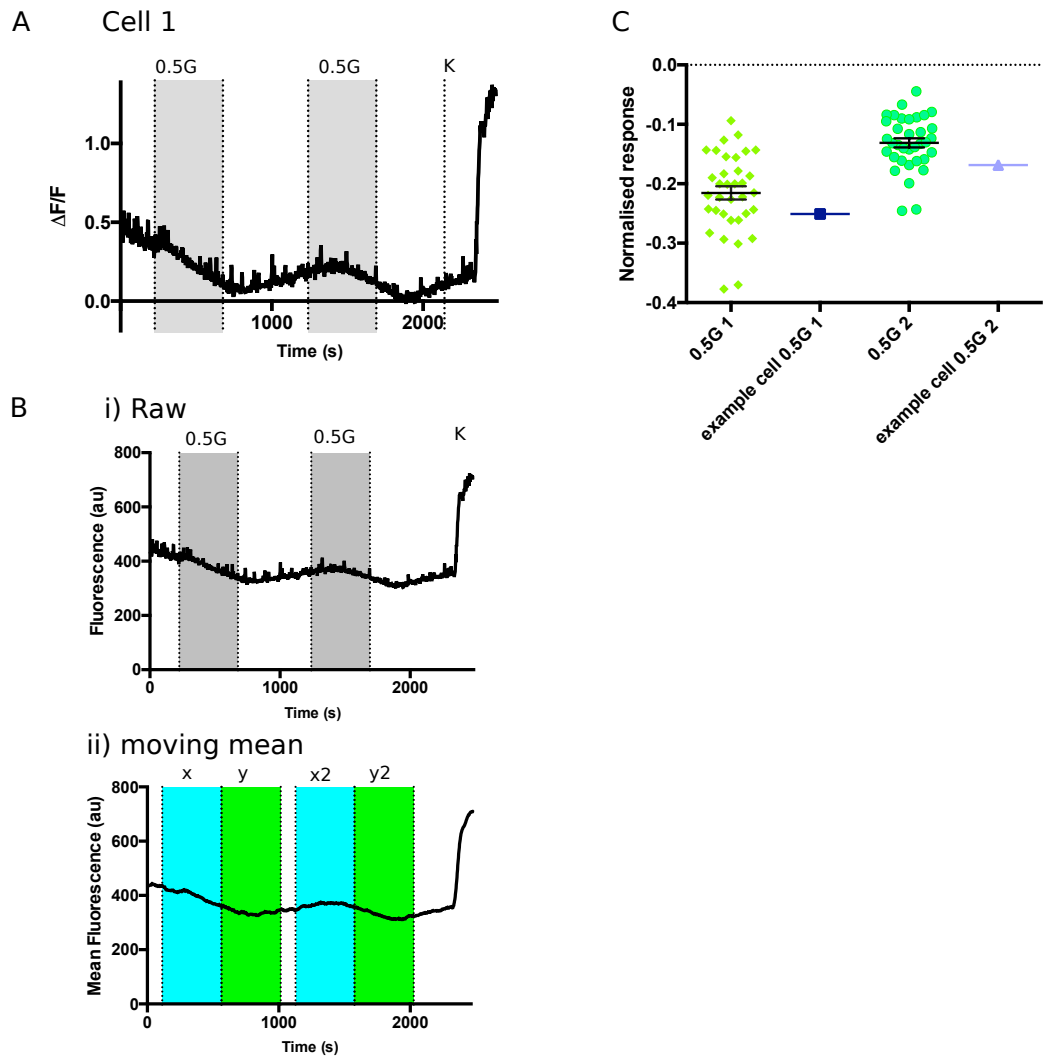 A
Cell 1
0.5G
0.5G
K
ΔF/F
1.0
0.5
0.0
1000
2000
Time (s)
B
i) Raw
0.5G
0.5G
K
Fluorescence (au)
800
600
400
200
0
0
1000
2000
Time (s)
ii) moving mean
x
y
x2
y2
Mean Fluorescence (au)
800
600
400
200
0
0
1000
2000
Time (s)
C
Normalised response
0.0
-0.1
-0.2
-0.3
-0.4
0.5G 1
example cell 0.5G 1
0.5G 2
example cell 0.5G 2